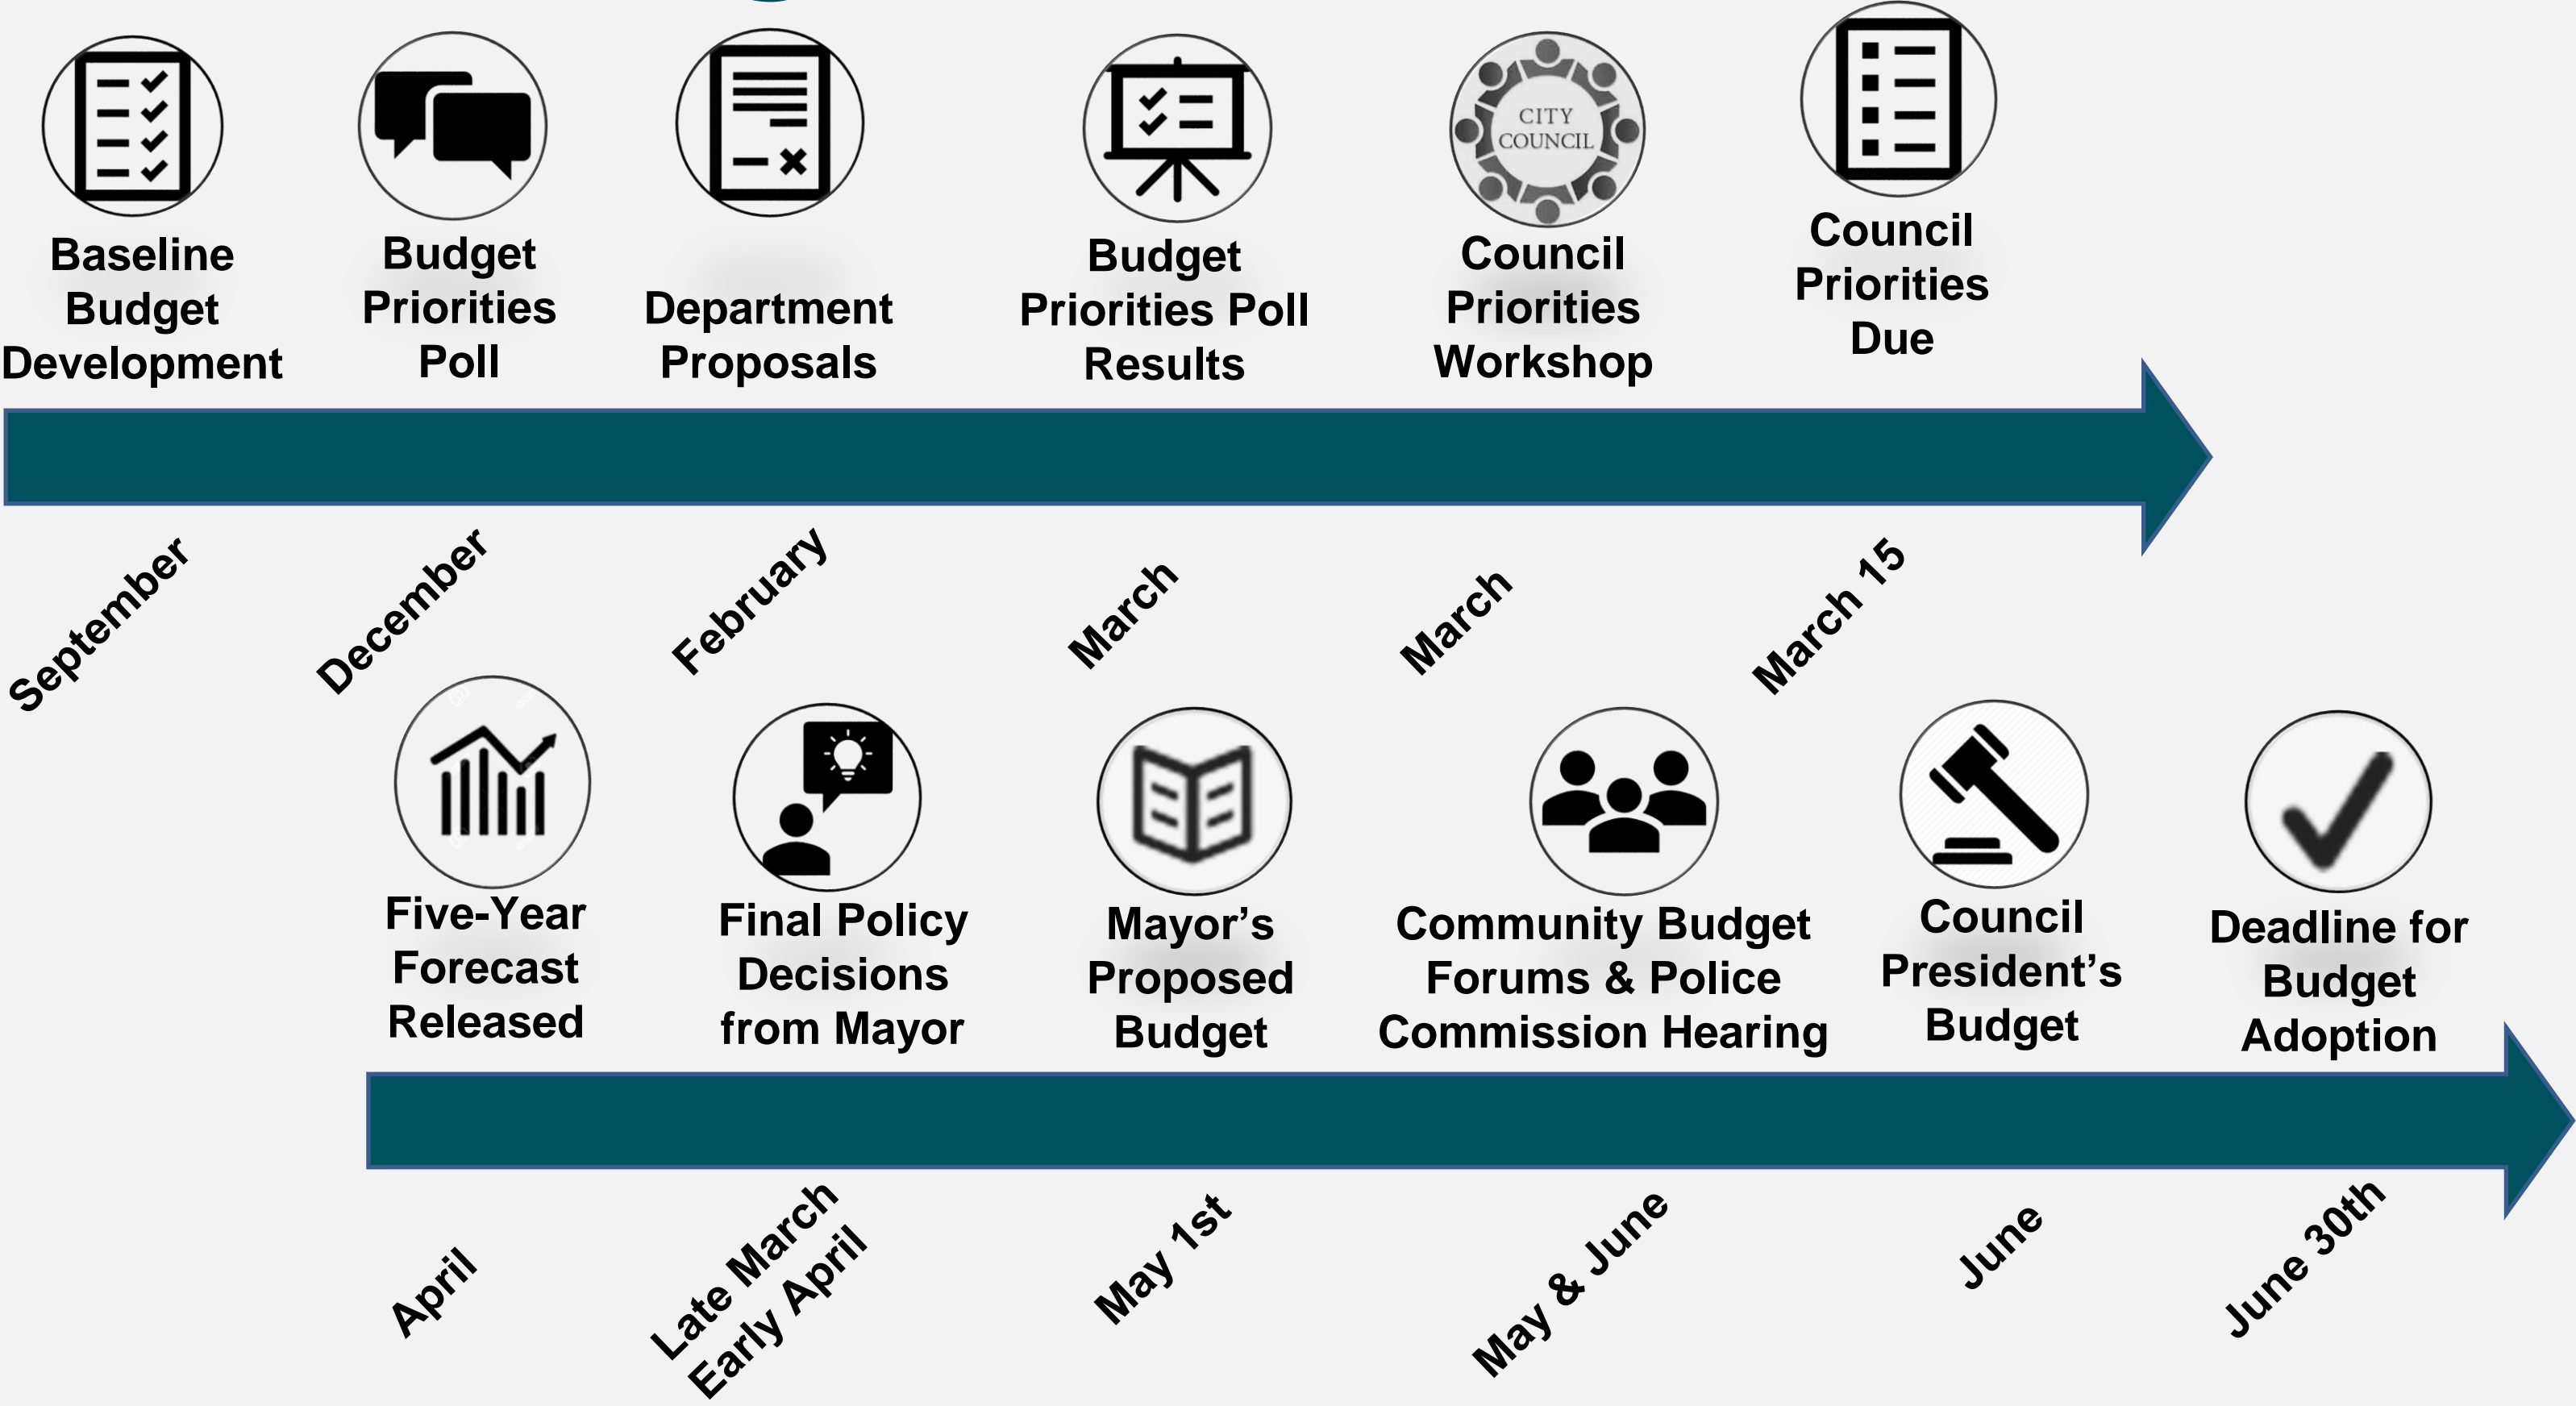 CITY
COUNCIL
Baseline
Budget
Development
Budget
Priorities
Poll
Department
Proposals
Budget
Priorities Poll
Results
Council
Priorities
Workshop
Council
Priorities
Due
September
December
February
March
March
March 15
Five-Year
Forecast
Released
Final Policy
Decisions
from Mayor
Mayor’s
Proposed
Budget
Community Budget
Forums & Police
Commission Hearing
Council
President’s
Budget
Deadline for
Budget
Adoption
April
Late March
Early April
May 1st
May & June
June
June 30th